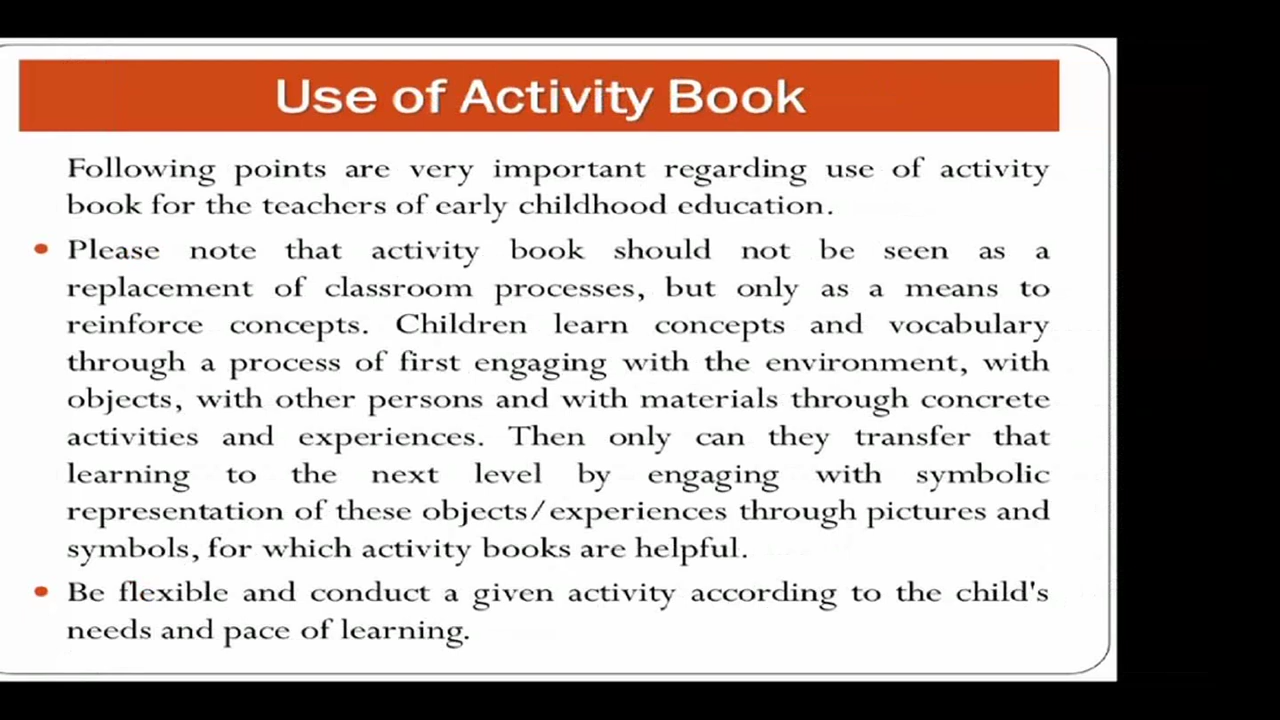 Use of Activity Book
Following points are very important regarding use of activity
book for the teachers of early childhood education.
• Please note that activity book should not be seen as a
replacement of classroom processes, but only as a means to
reinforce concepts. Children learn concepts and vocabulary
through a process of first engaging with the environment, with
objects, with other persons and with materials through concrete
activities and experiences. Then only can they transfer that
learning to the next level by engaging with symbolic
representation of these objects/experiences through pictures and
symbols, for which activity books are helpful.
• Be flexible and conduct a given activity according to the child's
needs and pace of learning.